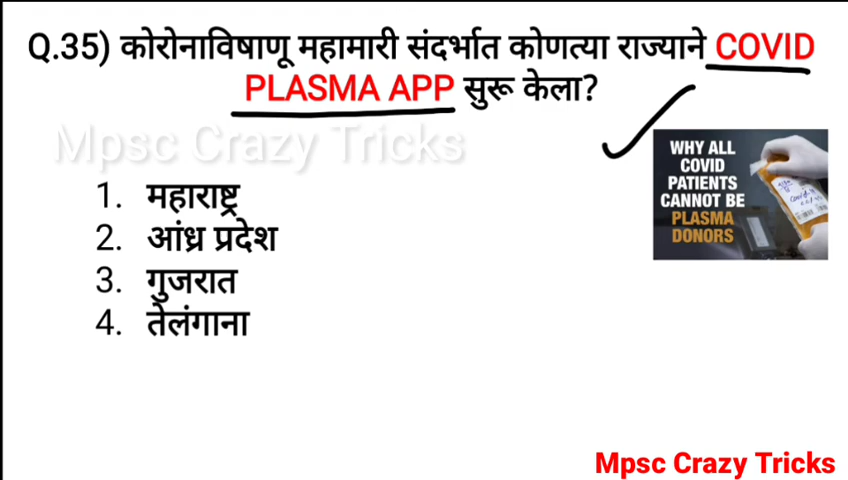 Q.35) कोरोनाविषाणू महामारी संदर्भात कोणत्या राज्याने COVID
PLASMA APP सुरू केला?
Mpsc Crazy Tricks
WHY ALL
COVID
PATIENTS
CANNOT BE
PLASMA
DONORS
1. महाराष्ट्र
2. आंध्र प्रदेश
3. गुजरात
4. तेलंगाना
Mpsc Crazy Tricks